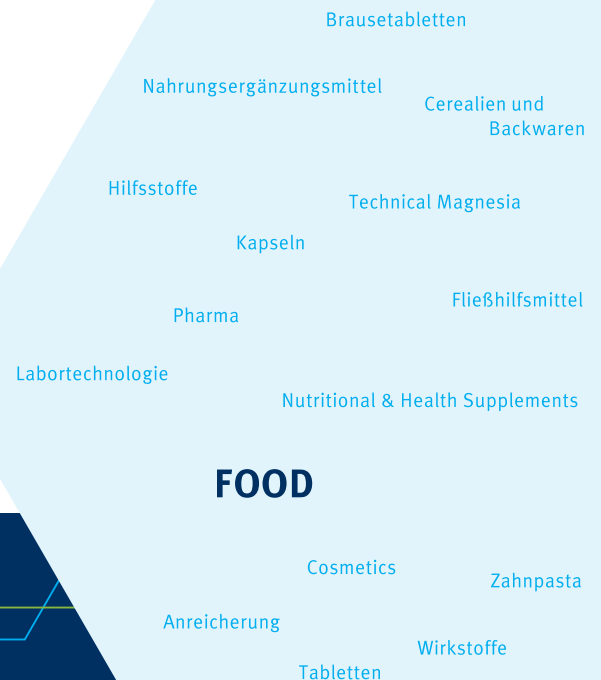 Brausetabletten
Nahrungsergänzungsmittel
Cerealien und
Backwaren
Hilfsstoffe
Technical Magnesia
Kapseln
Fließhilfsmittel
Pharma
Labortechnologie
Nutritional & Health Supplements
FOOD
Cosmetics
Zahnpasta
Anreicherung
Wirkstoffe
Tabletten